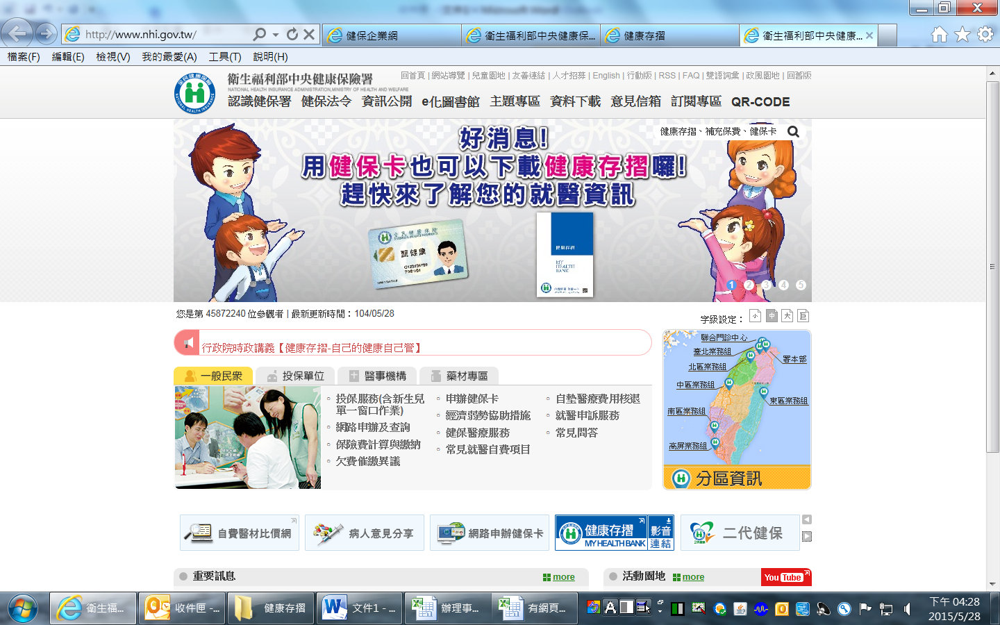 http://www.nhi.gov.tw/
健保企業網
衛生福利部中央健康保...
健康存摺
衛生福利部中央健康...
檔案(F) 編輯(E) 檢視(V) 我的最愛(A) 工具(T) 說明(H)
回首頁 | 網站導覽 | 兒童園地 | 友善連結 | 人才招募 | English | 行動版 | RSS | FAQ | 雙語詞彙 | 政風園地 | 回舊版
衛生福利部中央健康保險署
NATIONAL HEALTH INSURANCE ADMINISTRATION,MINISTRY OF HEALTH AND WELFARE
認識健保署 健保法令 資訊公開 e化圖書館 主題專區 資料下載 意見信箱 訂閱專區 QR-CODE
健康存摺、補充保費、健保卡
好消息!
用健保卡也可以下載健康存摺囉!
趕快來了解您的就醫資訊
全民健康保險
甄健康
健康存摺
MY
HEALTH
BANK
1 2 3 4 5
您是第 45872240 位參觀者 | 最新更新時間：104/05/28
字級設定： 小 中 大 巨
行政院時政講義【健康存摺-自己的健康自己管】
一般民眾 投保單位 醫事機構 藥材專區
投保服務(含新生兒單一窗口作業)
網路申辦及查詢
保險費計算與繳納
欠費催繳異議
申辦健保卡
經濟弱勢協助措施
健保醫療服務
常見就醫自費項目
自墊醫療費用核退
就醫申訴服務
常見問答
聯合門診中心
臺北業務組
署本部
北區業務組
中區業務組
東區業務組
南區業務組
高屏業務組
分區資訊
自費醫材比價網
病人意見分享
網路申辦健保卡
健康存摺
MY HEALTH BANK
影音
連結
二代健保
重要訊息 more
活動園地 more
You Tube
衛生福...
收件匣 -...
健康存摺
文件1 - ...
辦理事...
有網頁...
下午 04:28
2015/5/28